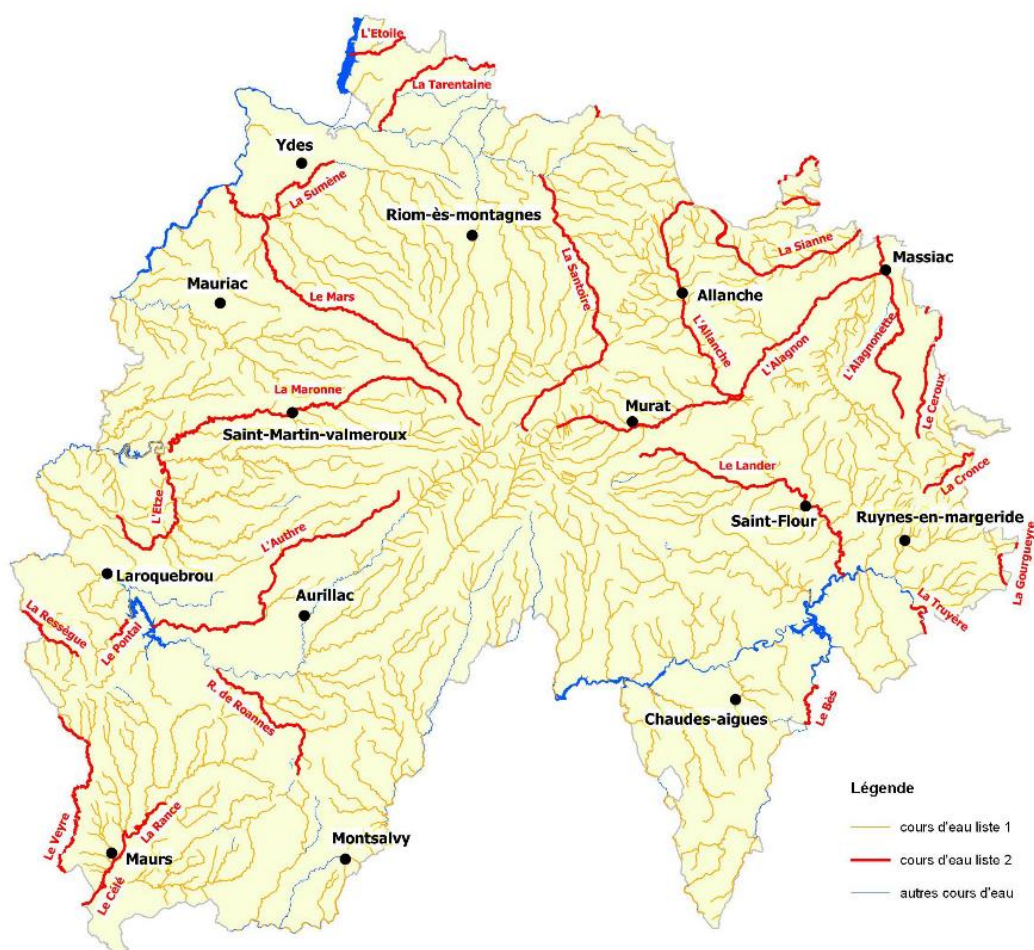 L'Etoile
La Tarentaine
Ydes
La Sumène
Riom-ès-montagnes
La Santoire
La Sianne
Massiac
Mauriac
Le Mars
Allanche
L'Allanche
L'Alagnon
L'Alagnonette
Le Ceroux
La Maronne
Saint-Martin-valmeroux
Murat
Le Lander
La Cronce
L'Etze
Saint-Flour
Ruynes-en-margeride
L'Authre
La Gourgueyre
Laroquebrou
Aurillac
La Truyère
La Ressègue
Le Pontal
R. de Roannes
Chaudes-aigues
Le Bès
Légende
cours d'eau liste 1
cours d'eau liste 2
autres cours d'eau
Le Veyre
La Rance
Maurs
Montsalvy
Le Célé